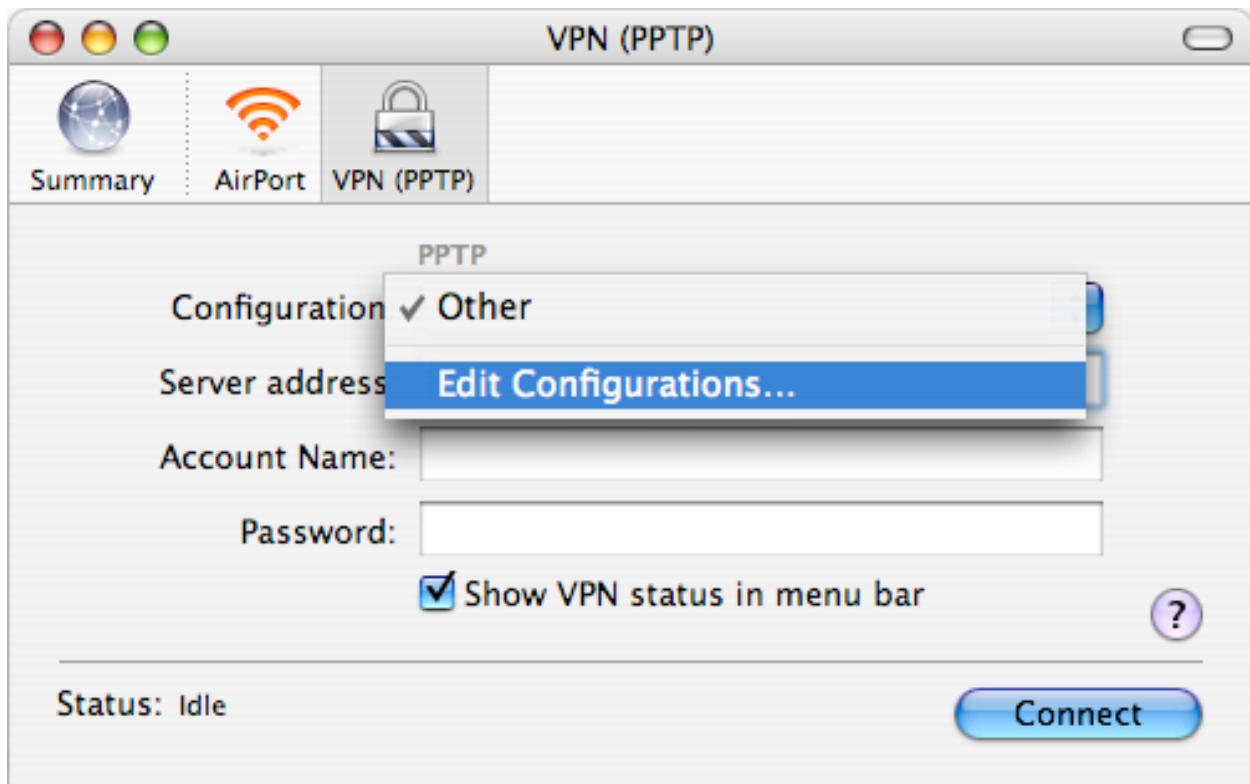 VPN (PPTP)
Summary
AirPort
VPN (PPTP)
PPTP
Configuration
✓ Other
Edit Configurations...
Server address
Account Name:
Password:
Show VPN status in menu bar
?
Status: Idle
Connect